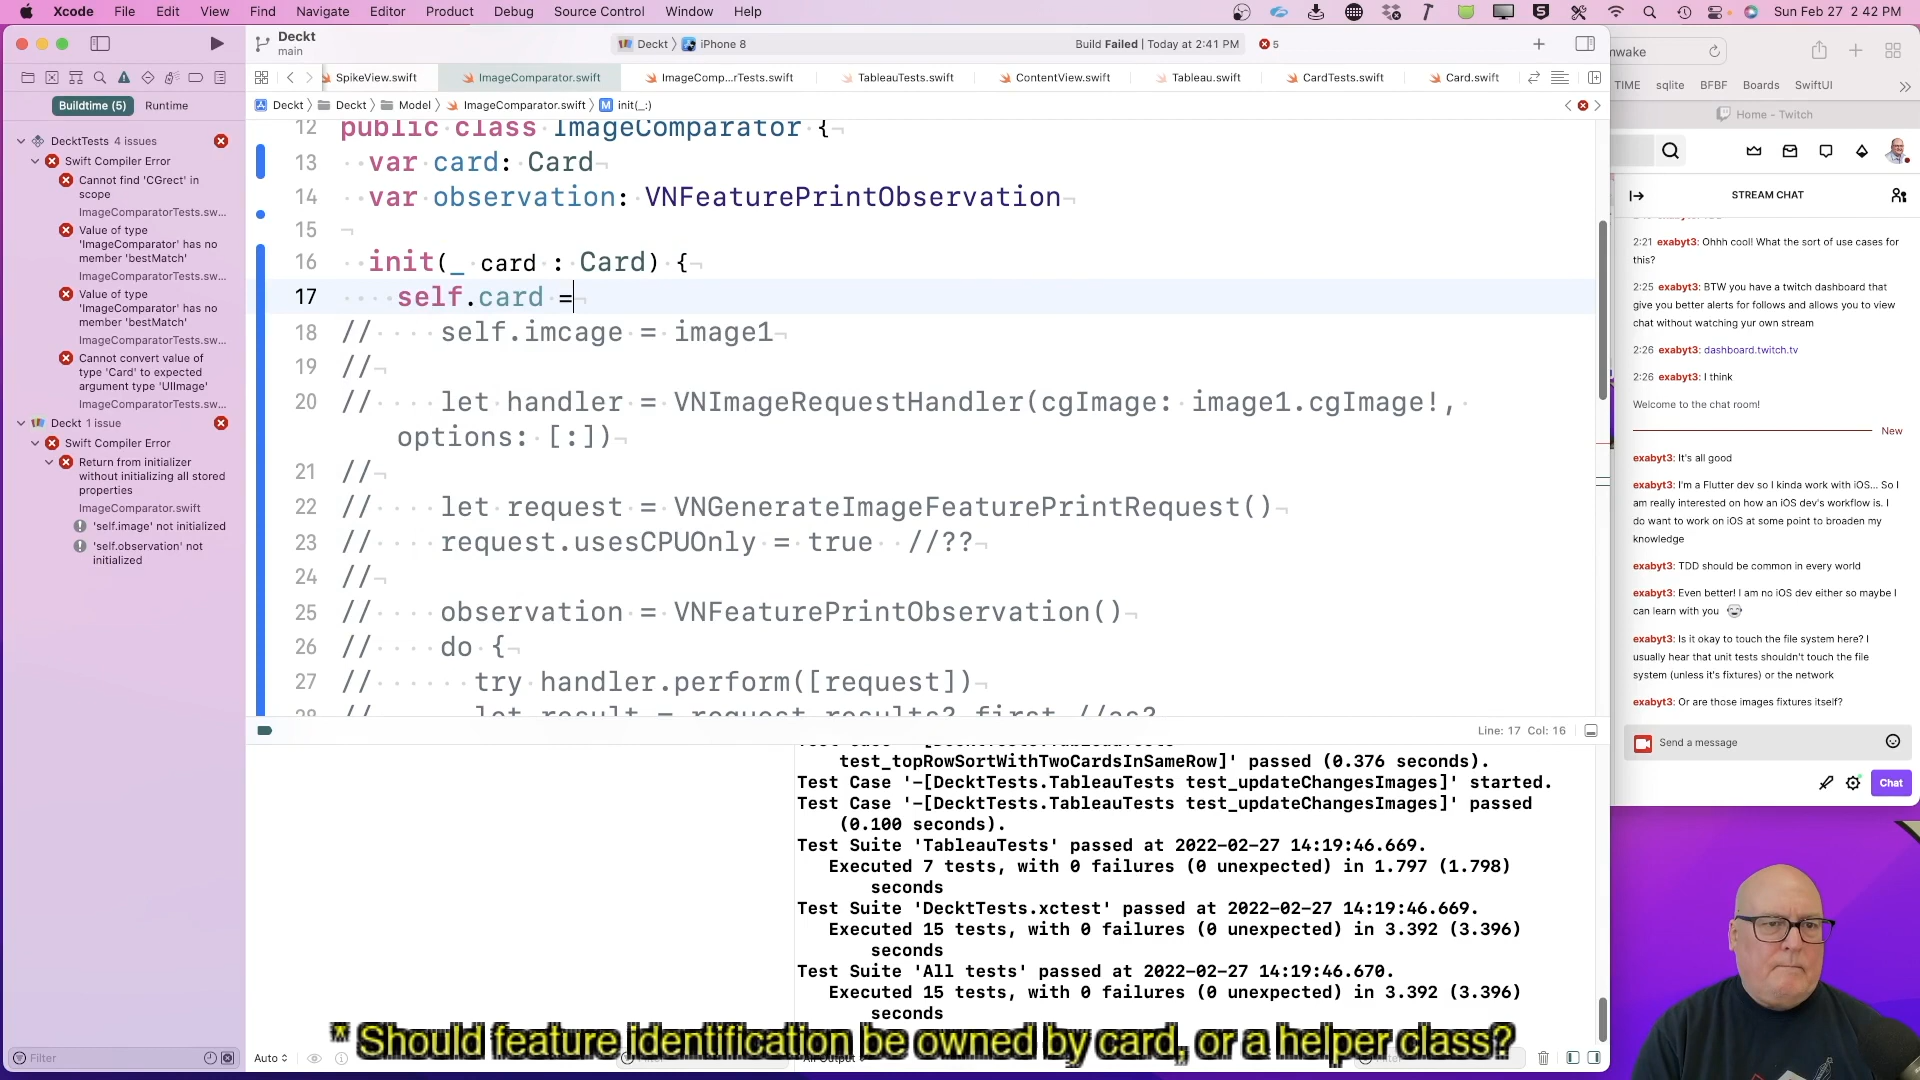 Xcode File Edit View Find Navigate Editor Product Debug Source Control Window Help
Sun Feb 27 2:42 PM
Deckt
main
Deckt iPhone 8
Build Failed | Today at 2:41 PM 5
SpikeView.swift ImageComparator.swift ImageComp...rTests.swift TableauTests.swift ContentView.swift Tableau.swift CardTests.swift Card.swift
Buildtime (5) Runtime
Deckt Deckt Model ImageComparator.swift M init(_:)
DecktTests 4 issues
Swift Compiler Error
Cannot find 'CGrect' in
scope
ImageComparatorTests.sw...
Value of type
'ImageComparator' has no
member 'bestMatch'
ImageComparatorTests.sw...
Value of type
'ImageComparator' has no
member 'bestMatch'
ImageComparatorTests.sw...
Cannot convert value of
type 'Card' to expected
argument type 'UIImage'
ImageComparatorTests.sw...
Deckt 1 issue
Swift Compiler Error
Return from initializer
without initializing all stored
properties
ImageComparator.swift
'self.image' not initialized
'self.observation' not
initialized
Filter
12 public class ImageComparator {
13 var card: Card
14 var observation: VNFeaturePrintObservation
15
16 init(_ card : Card) {
17 self.card =
18 // self.imcage = image1
19 //
20 // let handler = VNImageRequestHandler(cgImage: image1.cgImage!,
options: [:])
21 //
22 // let request = VNGenerateImageFeaturePrintRequest()
23 // request.usesCPUOnly = true //??
24 //
25 // observation = VNFeaturePrintObservation()
26 // do {
27 // try handler.perform([request])
28 // let result = request.results?.first //as?
Line: 17 Col: 16
test_topRowSortWithTwoCardsInSameRow]' passed (0.376 seconds).
Test Case '-[DecktTests.TableauTests test_updateChangesImages]' started.
Test Case '-[DecktTests.TableauTests test_updateChangesImages]' passed
(0.100 seconds).
Test Suite 'TableauTests' passed at 2022-02-27 14:19:46.669.
Executed 7 tests, with 0 failures (0 unexpected) in 1.797 (1.798)
seconds
Test Suite 'DecktTests.xctest' passed at 2022-02-27 14:19:46.669.
Executed 15 tests, with 0 failures (0 unexpected) in 3.392 (3.396)
seconds
Test Suite 'All tests' passed at 2022-02-27 14:19:46.670.
Executed 15 tests, with 0 failures (0 unexpected) in 3.392 (3.396)
seconds
Auto
* Should feature identification be owned by card, or a helper class?
nwake
TIME sqlite BFBF Boards SwiftUI
Home - Twitch
STREAM CHAT
2:21 exabyt3: Ohhh cool! What the sort of use cases for
this?
2:25 exabyt3: BTW you have a twitch dashboard that
give you better alerts for follows and allows you to view
chat without watching yur own stream
2:26 exabyt3: dashboard.twitch.tv
2:26 exabyt3: I think
Welcome to the chat room!
New
exabyt3: It's all good
exabyt3: I'm a Flutter dev so I kinda work with iOS... So I
am really interested on how an iOS dev's workflow is. I
do want to work on iOS at some point to broaden my
knowledge
exabyt3: TDD should be common in every world
exabyt3: Even better! I am no iOS dev either so maybe I
can learn with you
exabyt3: Is it okay to touch the file system here? I
usually hear that unit tests shouldn't touch the file
system (unless it's fixtures) or the network
exabyt3: Or are those images fixtures itself?
Send a message
Chat